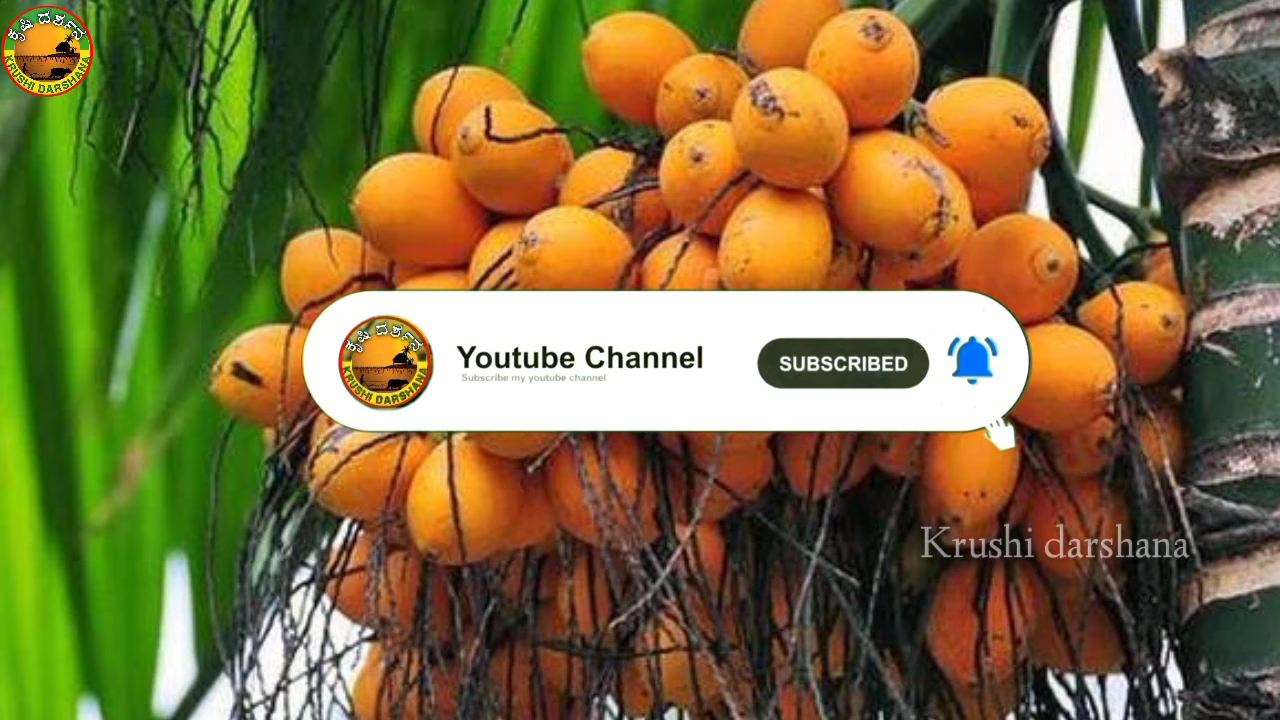 ಕೃಷಿ ದರ್ಶನ
KRUSHI DARSHANA
ಕೃಷಿ ದರ್ಶನ
KRUSHI DARSHANA
Youtube Channel
Subscribe my youtube channel
SUBSCRIBED
Krushi darshana